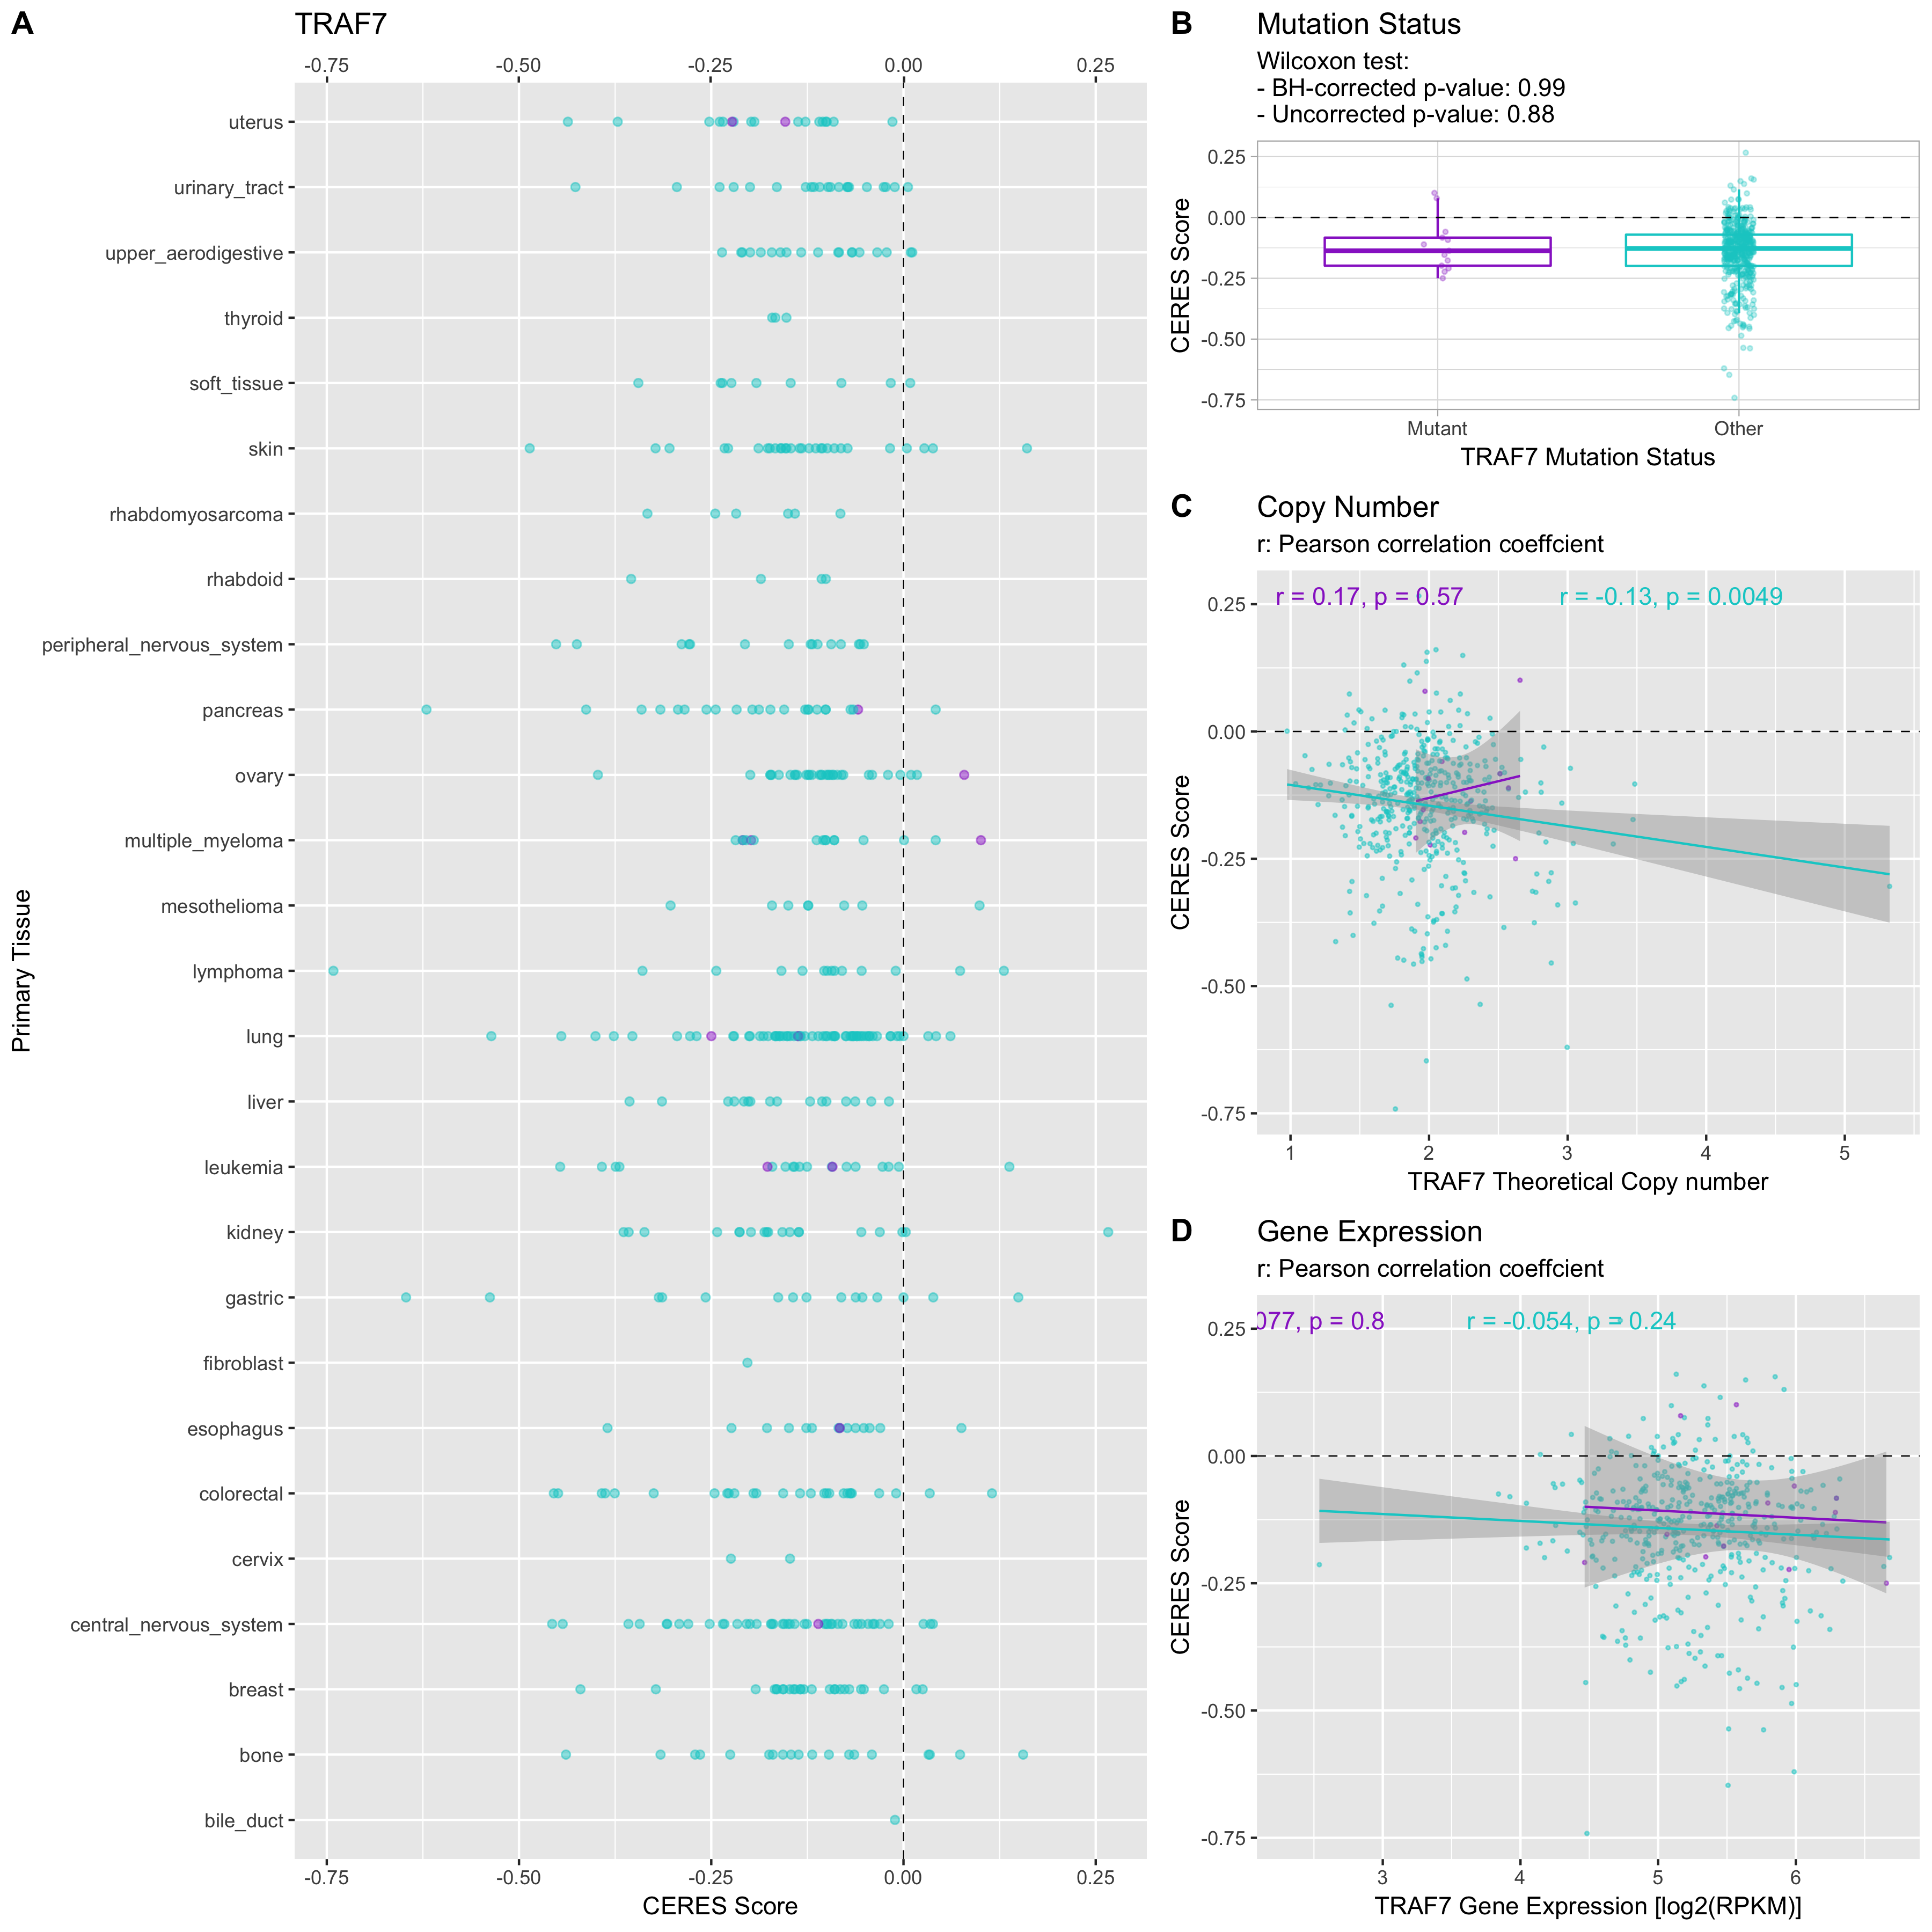 A
TRAF7
-0.75 -0.50 -0.25 0.00 0.25
Primary Tissue
uterus
urinary_tract
upper_aerodigestive
thyroid
soft_tissue
skin
rhabdomyosarcoma
rhabdoid
peripheral_nervous_system
pancreas
ovary
multiple_myeloma
mesothelioma
lymphoma
lung
liver
leukemia
kidney
gastric
fibroblast
esophagus
colorectal
cervix
central_nervous_system
breast
bone
bile_duct
-0.75 -0.50 -0.25 0.00 0.25
CERES Score
B
Mutation Status
Wilcoxon test:
- BH-corrected p-value: 0.99
- Uncorrected p-value: 0.88
CERES Score
0.25
0.00
-0.25
-0.50
-0.75
Mutant Other
TRAF7 Mutation Status
C
Copy Number
r: Pearson correlation coeffcient
r = 0.17, p = 0.57 r = -0.13, p = 0.0049
CERES Score
0.25
0.00
-0.25
-0.50
-0.75
1 2 3 4 5
TRAF7 Theoretical Copy number
D
Gene Expression
r: Pearson correlation coeffcient
077, p = 0.8 r = -0.054, p = 0.24
CERES Score
0.25
0.00
-0.25
-0.50
-0.75
3 4 5 6
TRAF7 Gene Expression [log2(RPKM)]